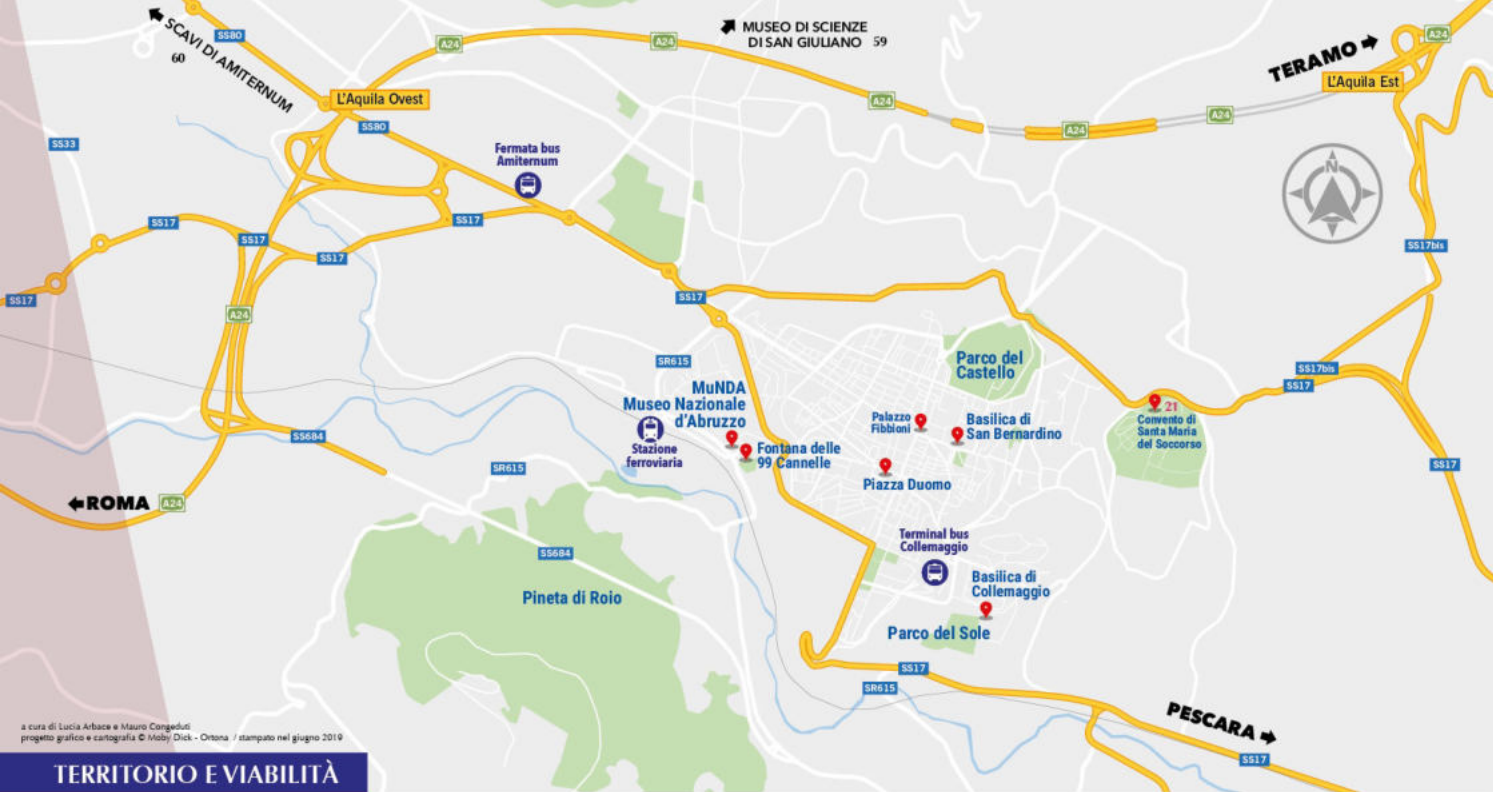 SCAVI DI AMITERNUM
60
SS80
A24
A24
MUSEO DI SCIENZE
DI SAN GIULIANO 59
A24
TERAMO
A24
L'Aquila Est
L'Aquila Ovest
SS80
A24
A24
A24
SS33
Fermata bus
Amiternum
N
SS17
SS17
SS17
SS17
SS17bis
SS17
SS17
A24
SR615
Parco del
Castello
SS17bis
SS17
MuNDA
Museo Nazionale
d'Abruzzo
Palazzo
Fibbioni
Basilica di
San Bernardino
21
Convento di
Santa Maria
del Soccorso
SS684
Stazione
ferroviaria
Fontana delle
99 Cannelle
SR615
SS17
Piazza Duomo
ROMA
A24
SS684
Terminal bus
Collemaggio
Pineta di Roio
Basilica di
Collemaggio
Parco del Sole
SS17
SR615
PESCARA
SS17
a cura di Lucia Arbace e Mauro Congeduti
progetto grafico e cartografia © Moby Dick - Ortona / stampato nel giugno 2019
TERRITORIO E VIABILITÀ